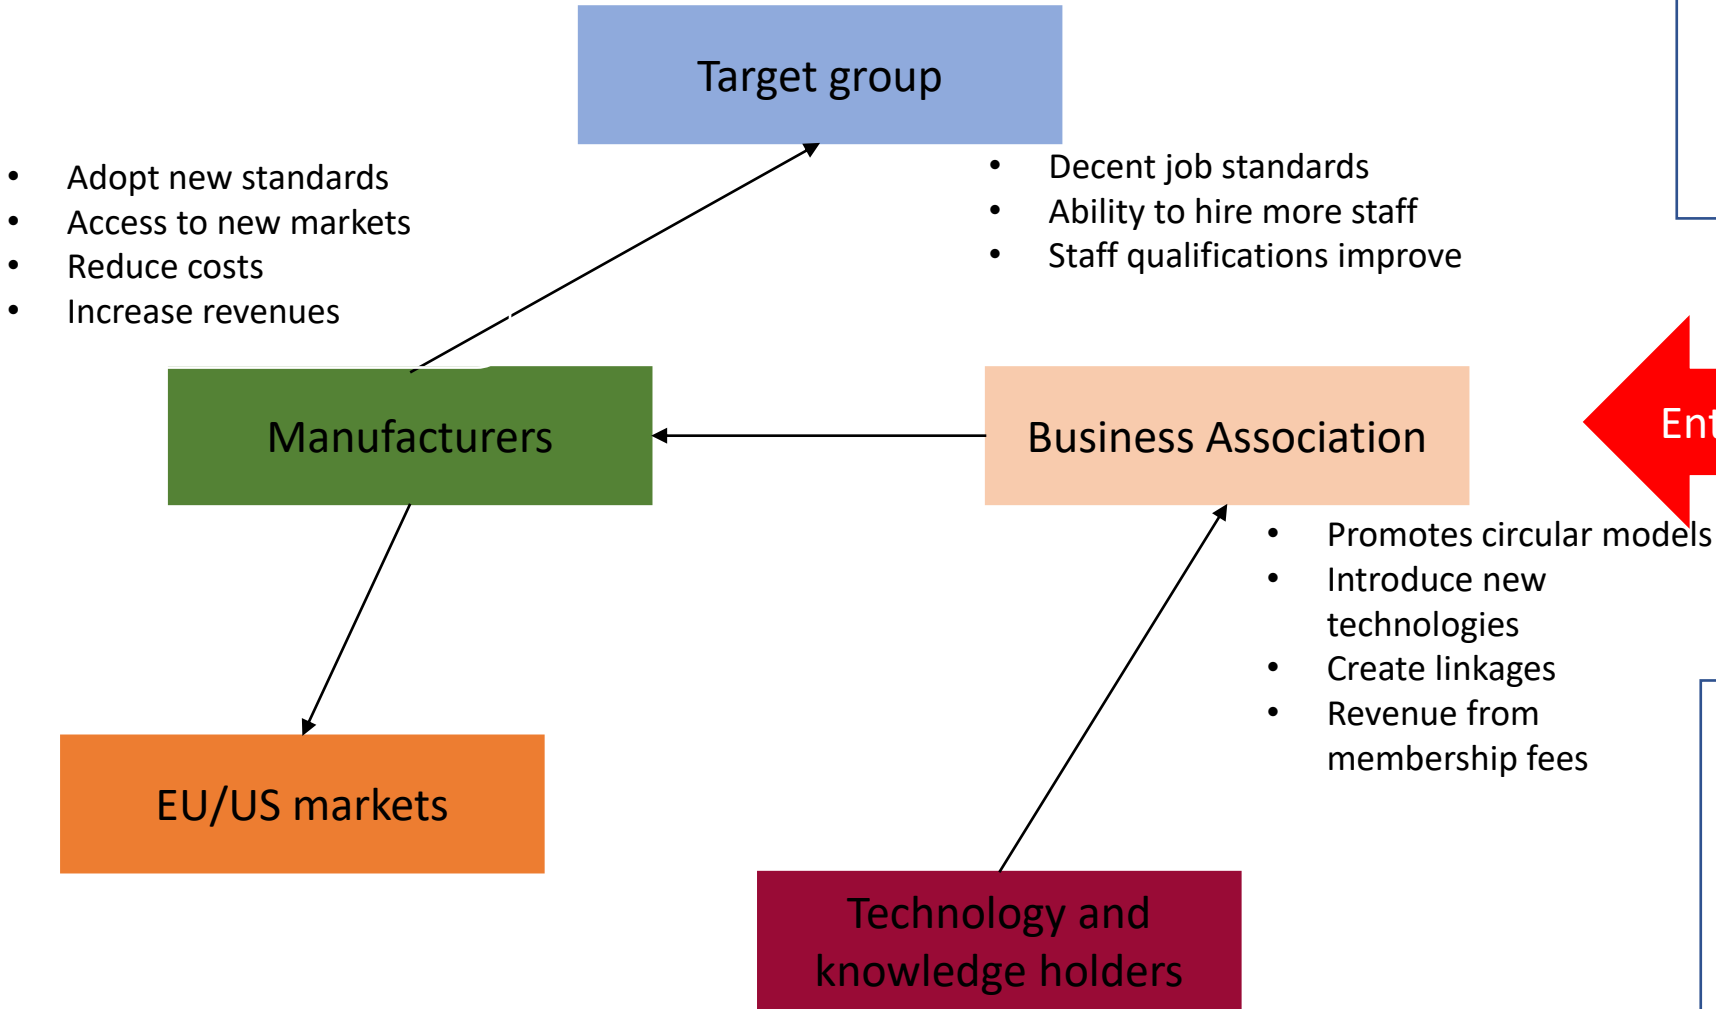 Target group
• Adopt new standards
• Access to new markets
• Reduce costs
• Increase revenues
• Decent job standards
• Ability to hire more staff
• Staff qualifications improve
Manufacturers
Business Association
Ent
• Promotes circular models
• Introduce new
technologies
• Create linkages
• Revenue from
membership fees
EU/US markets
Technology and
knowledge holders